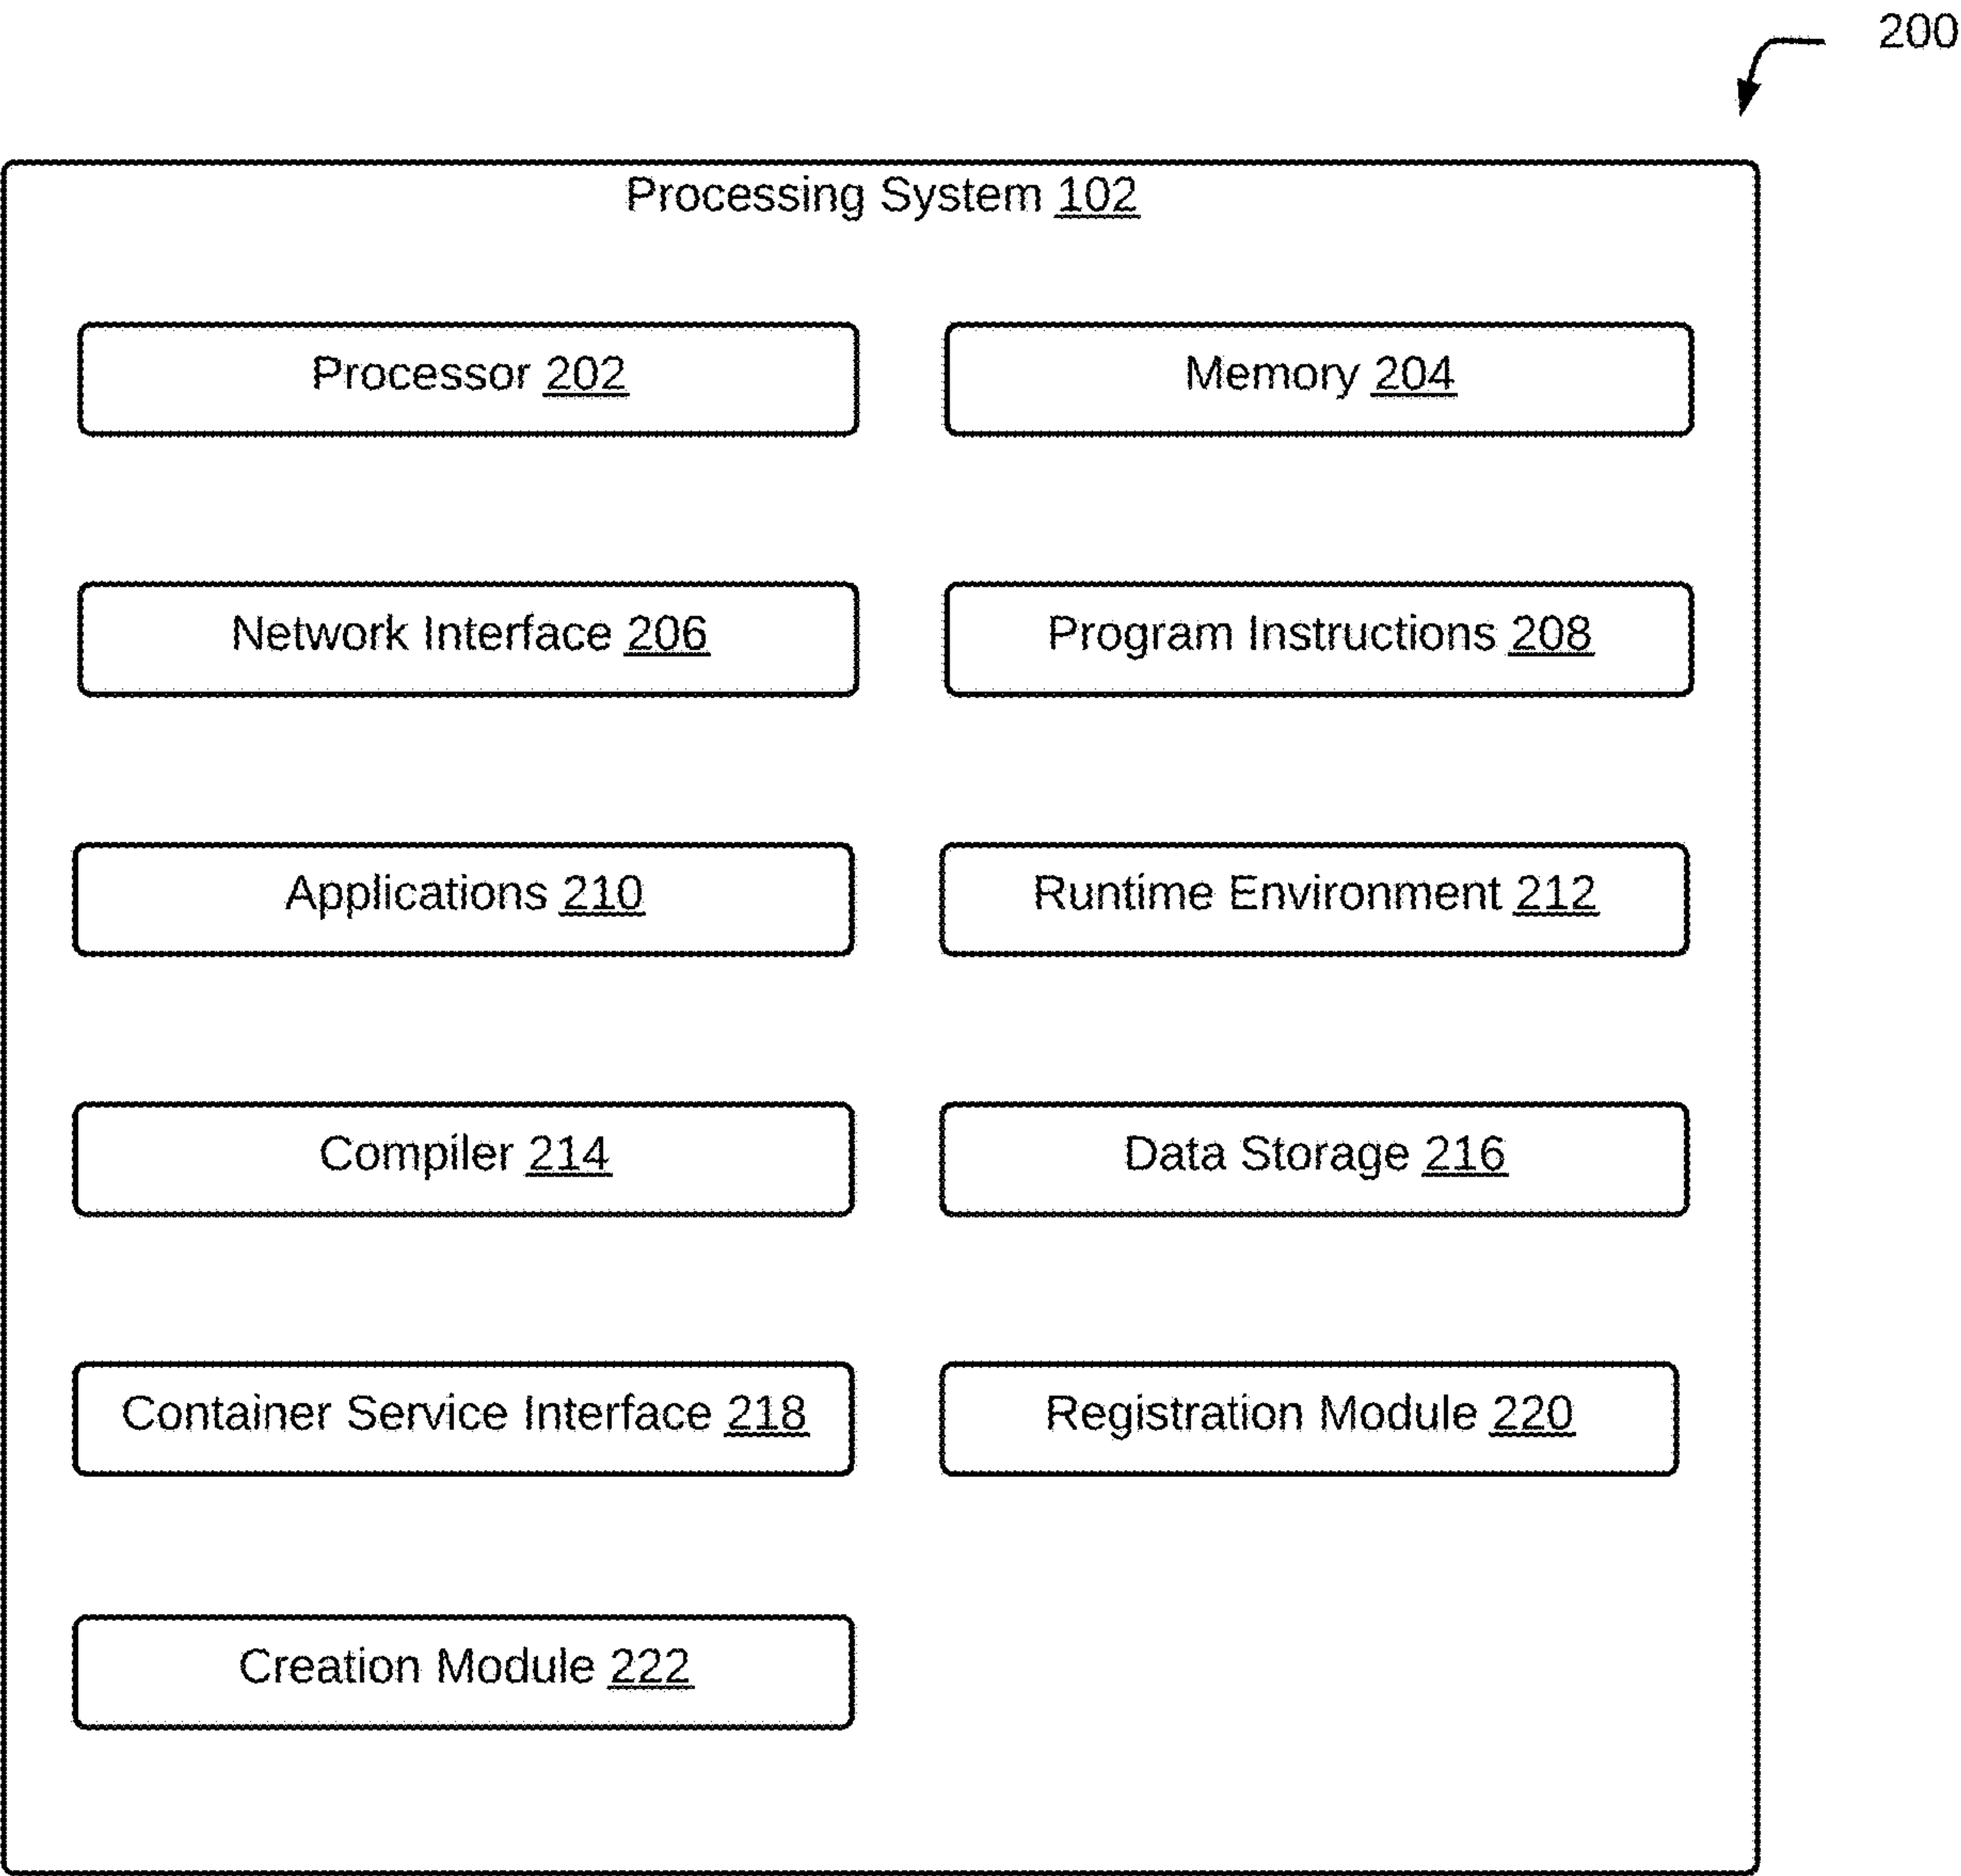 200
Processing System 102
Processor 202
Memory 204
Network Interface 206
Program Instructions 208
Applications 210
Runtime Environment 212
Compiler 214
Data Storage 216
Container Service Interface 218
Registration Module 220
Creation Module 222